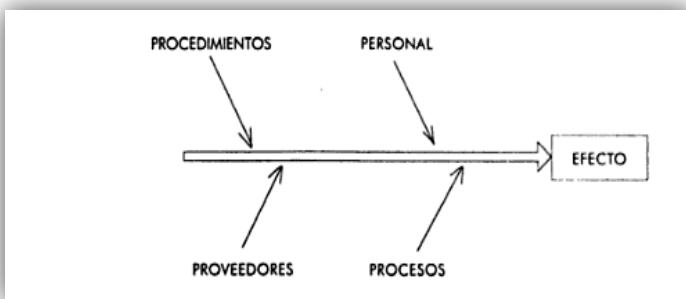 PROCEDIMIENTOS
PERSONAL
EFECTO
PROVEEDORES
PROCESOS